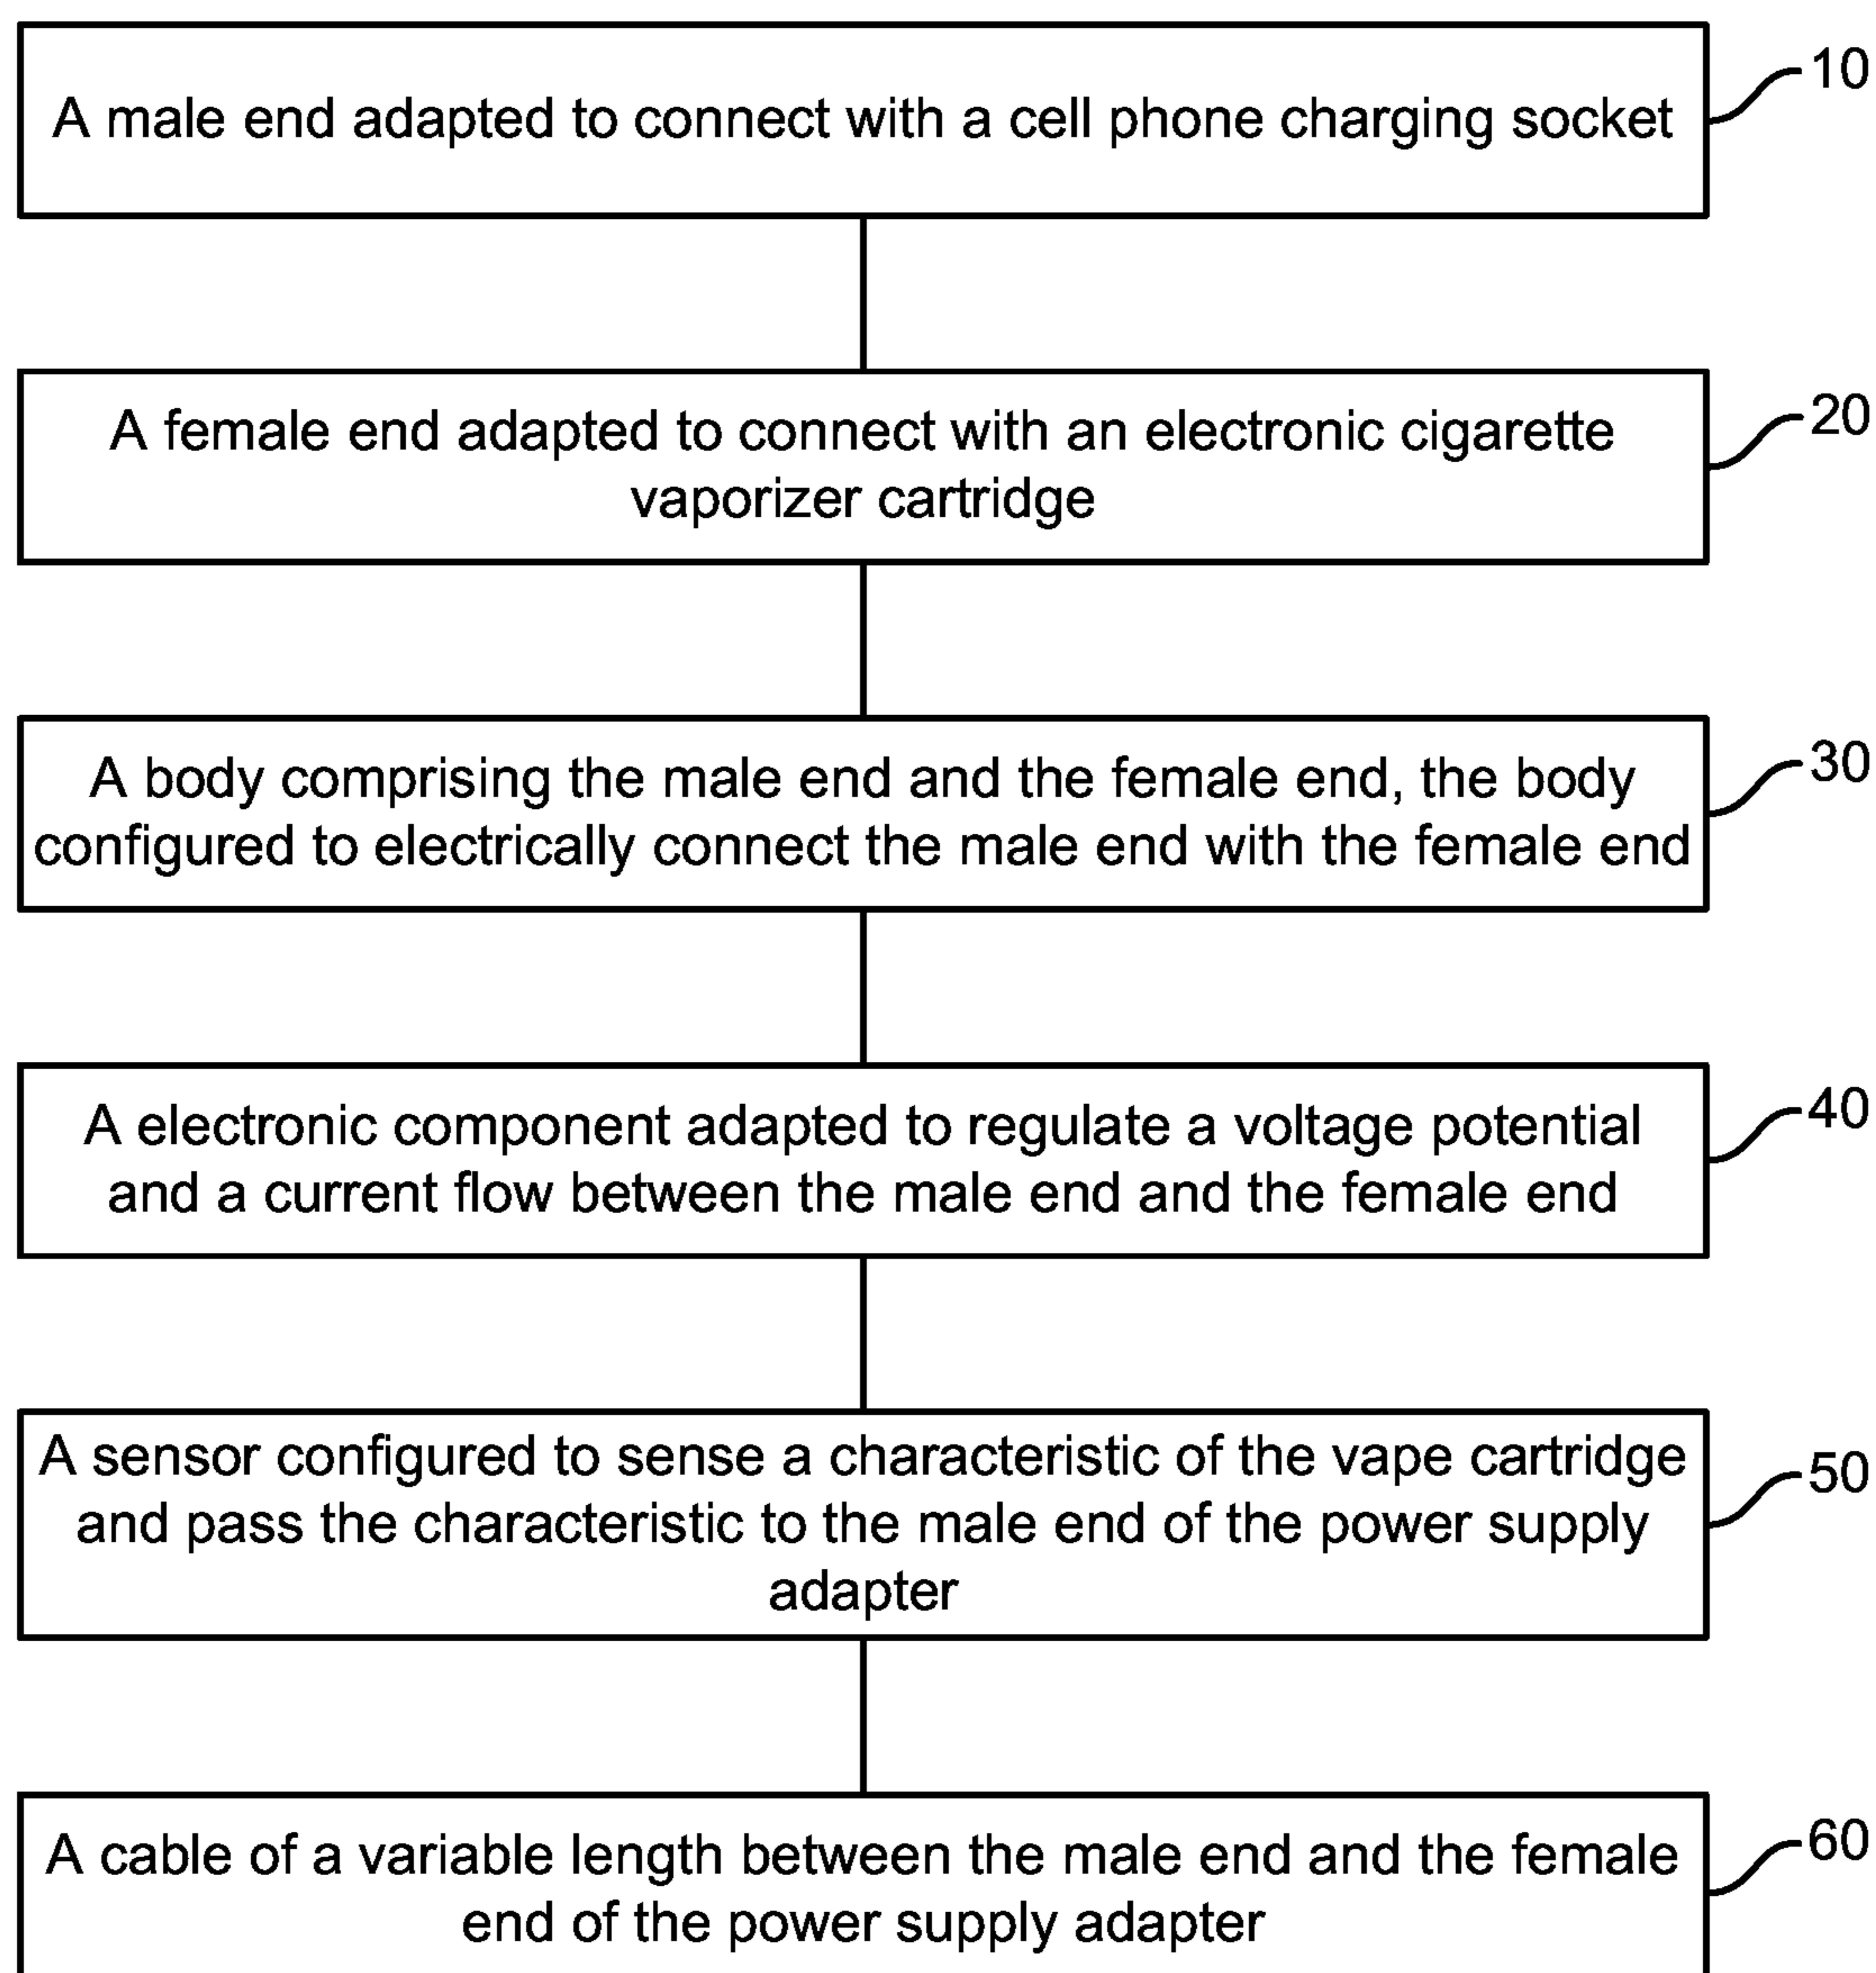 A male end adapted to connect with a cell phone charging socket
10
A female end adapted to connect with an electronic cigarette
vaporizer cartridge
20
A body comprising the male end and the female end, the body
configured to electrically connect the male end with the female end
30
A electronic component adapted to regulate a voltage potential
and a current flow between the male end and the female end
40
A sensor configured to sense a characteristic of the vape cartridge
and pass the characteristic to the male end of the power supply
adapter
50
A cable of a variable length between the male end and the female
end of the power supply adapter
60